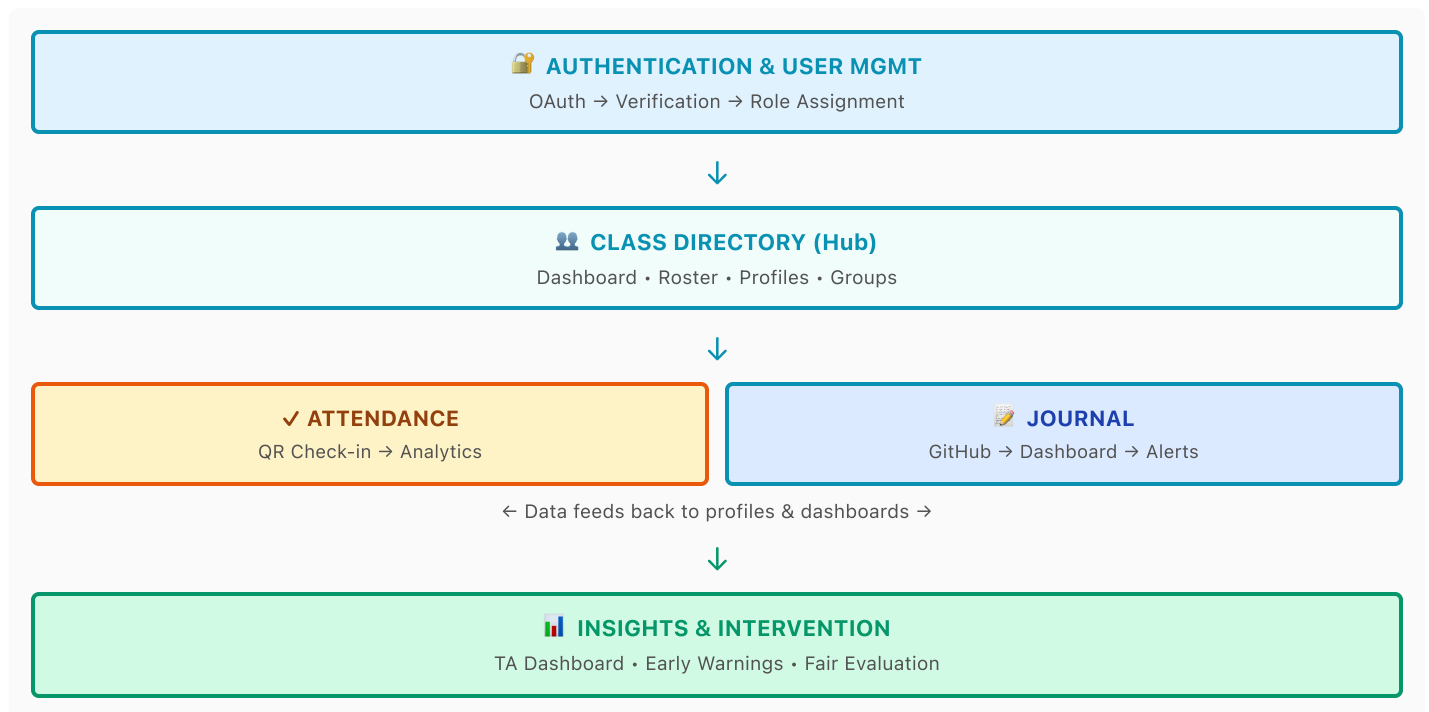 🔐 AUTHENTICATION & USER MGMT
OAuth → Verification → Role Assignment
↓
👥 CLASS DIRECTORY (Hub)
Dashboard • Roster • Profiles • Groups
↓
✓ ATTENDANCE
QR Check-in → Analytics
📝 JOURNAL
GitHub → Dashboard → Alerts
← Data feeds back to profiles & dashboards →
↓
📊 INSIGHTS & INTERVENTION
TA Dashboard • Early Warnings • Fair Evaluation